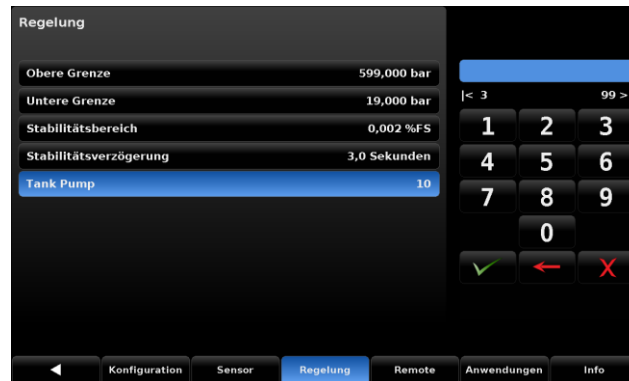 Regelung
Obere Grenze 599,000 bar
Untere Grenze 19,000 bar
Stabilitätsbereich 0,002 %FS
Stabilitätsverzögerung 3,0 Sekunden
Tank Pump 10
|< 3 99 >
1 2 3
4 5 6
7 8 9
0
X
Konfiguration Sensor Regelung Remote Anwendungen Info